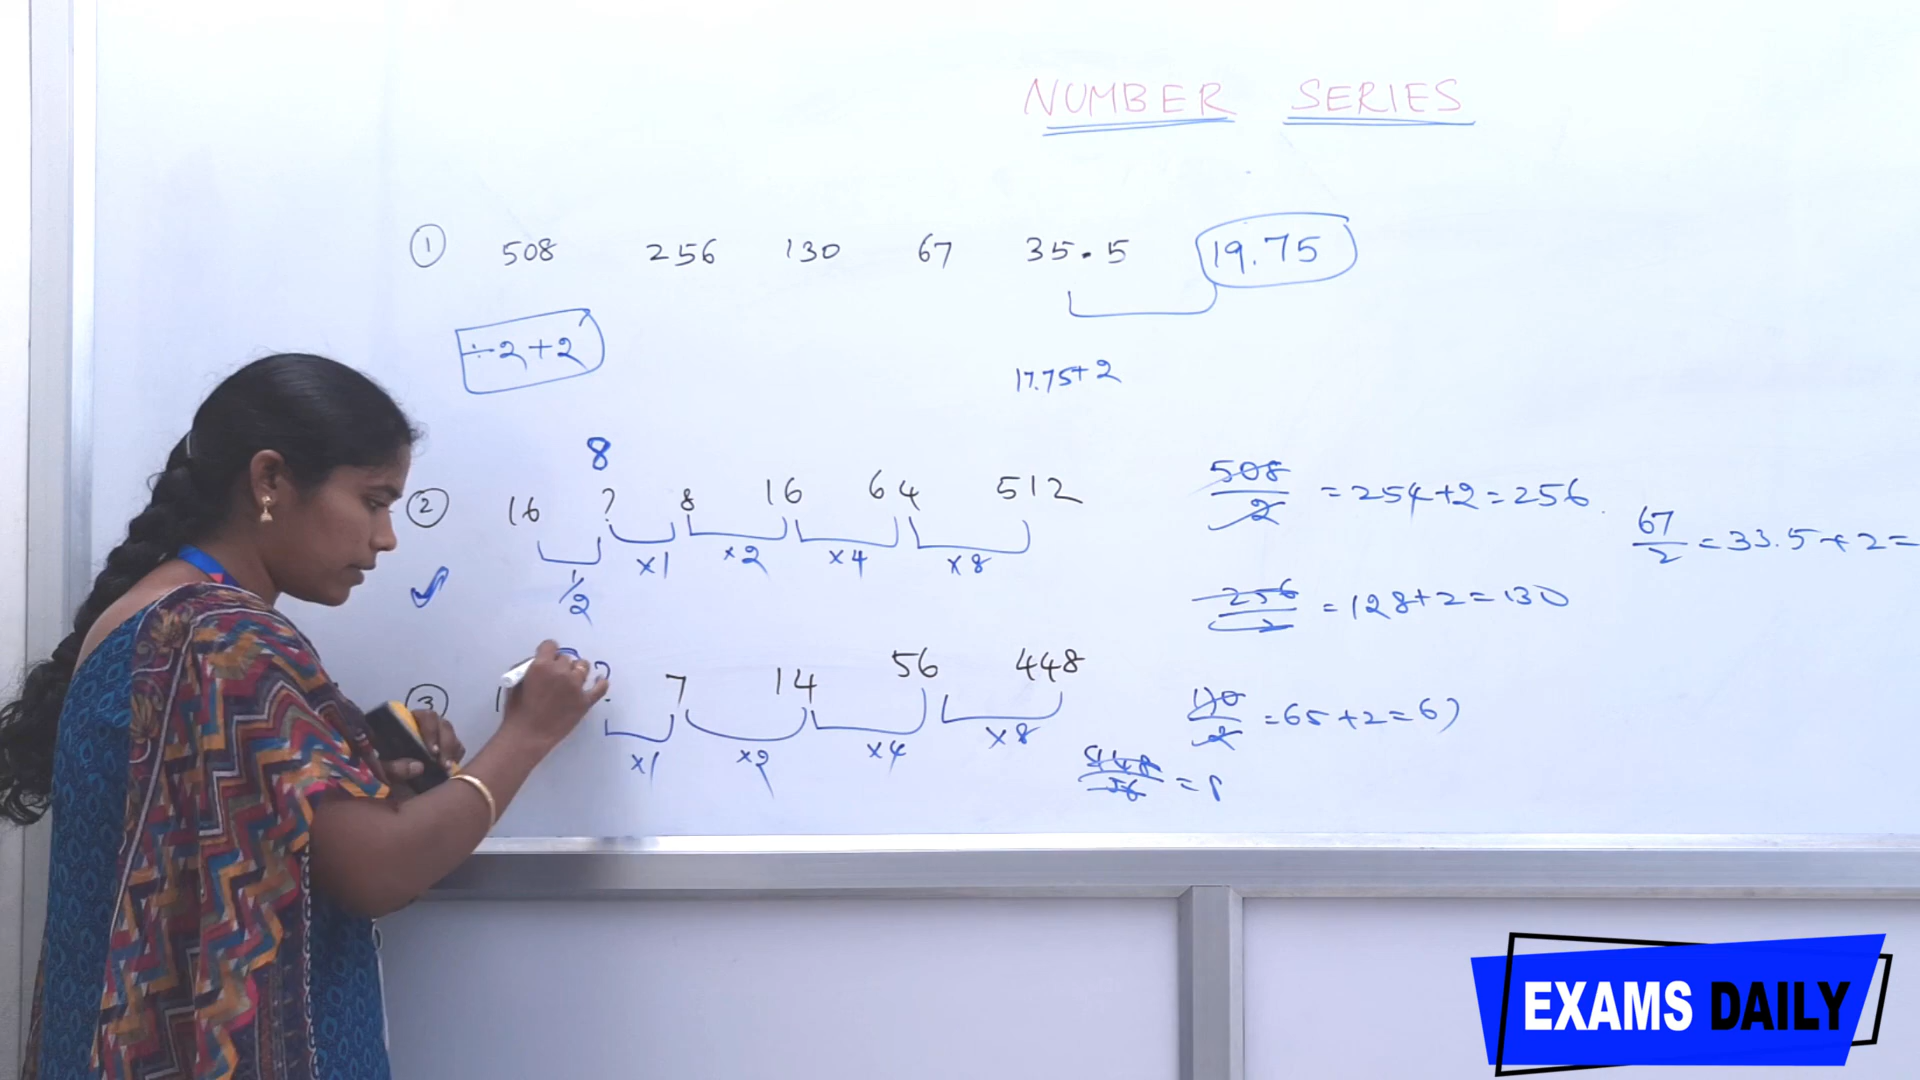 NUMBER SERIES
① 508 256 130 67 35.5 19.75
÷2+2
17.75+2
8
② 16 ? 8 16 64 512
1/2 ×1 ×2 ×4 ×8
? 7 14 56 448
×1 ×2 ×4 ×8
508/2 = 254+2=256
67/2 = 33.5+2=
256/2 = 128+2=130
130/2 = 65+2=67
448/56 = 8
EXAMS DAILY